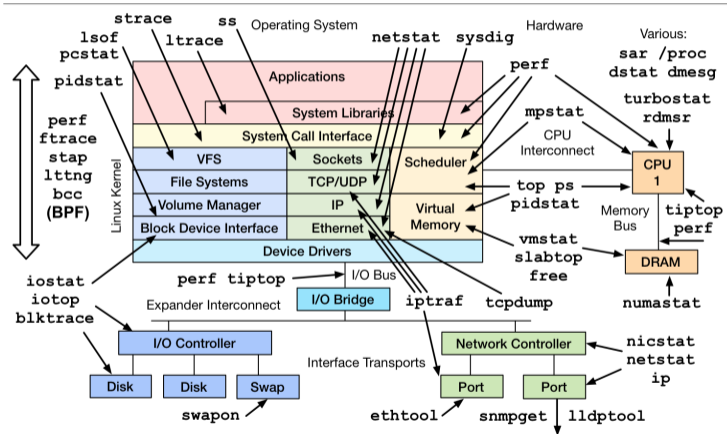 Operating System
Hardware
Various:
sar /proc
dstat dmesg
strace
ss
lsof
ltrace
netstat
sysdig
pcstat
pidstat
perf
Applications
System Libraries
System Call Interface
turbostat
rdmsr
mpstat
CPU
Interconnect
perf
ftrace
stap
lttng
bcc
(BPF)
Linux Kernel
VFS
Sockets
Scheduler
File Systems
TCP/UDP
Volume Manager
IP
Virtual
Memory
Block Device Interface
Ethernet
Device Drivers
CPU
1
top ps
pidstat
Memory
Bus
tiptop
perf
vmstat
slabtop
free
DRAM
numastat
iostat
iotop
blktrace
perf tiptop
I/O Bus
Expander Interconnect
I/O Bridge
iptraf
tcpdump
I/O Controller
Network Controller
nicstat
netstat
ip
Interface Transports
Disk
Disk
Swap
Port
Port
swapon
ethtool
snmpget
lldptool